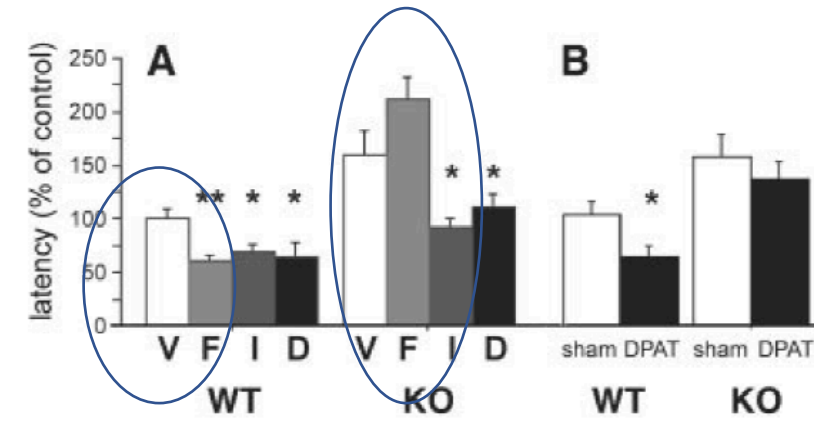 latency (% of control)
250
200
150
100
50
0
A
** * *
* *
V F I D V F I D
WT KO
B
*
sham DPAT sham DPAT
WT KO